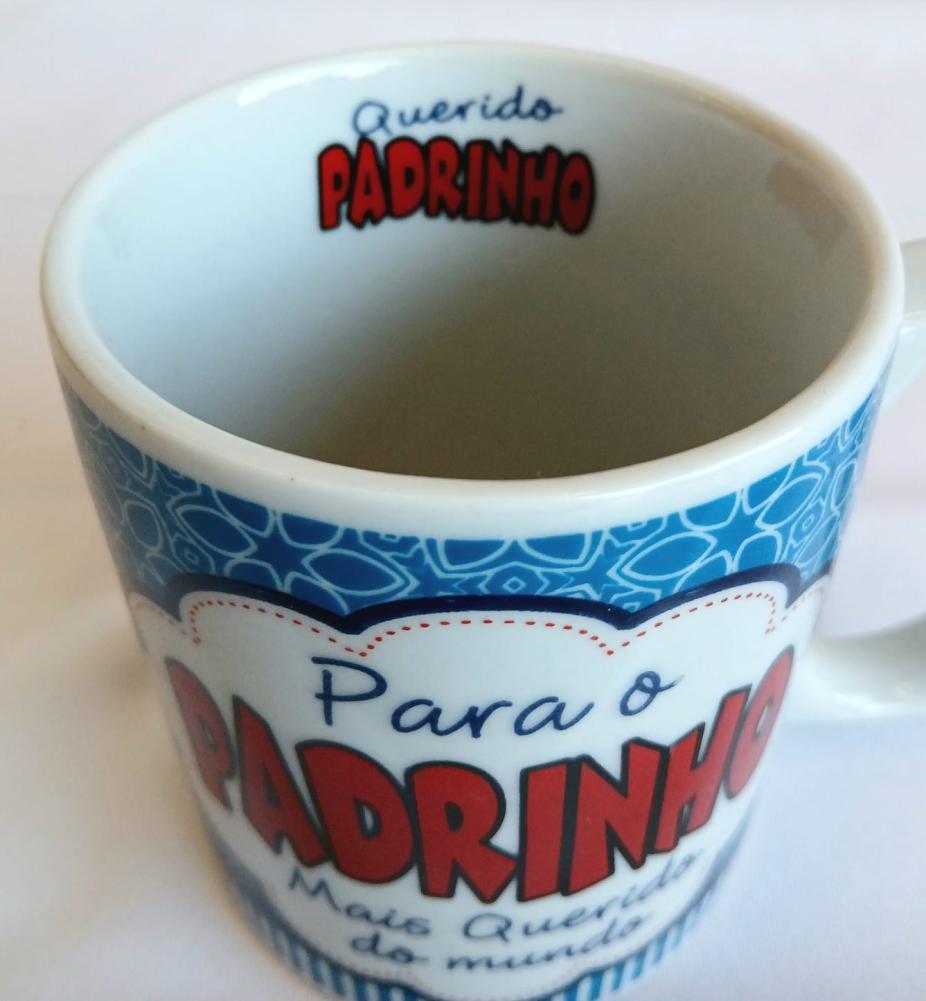 Querido
PADRINHO
Para o
PADRINHO
Mais Querido
do mundo